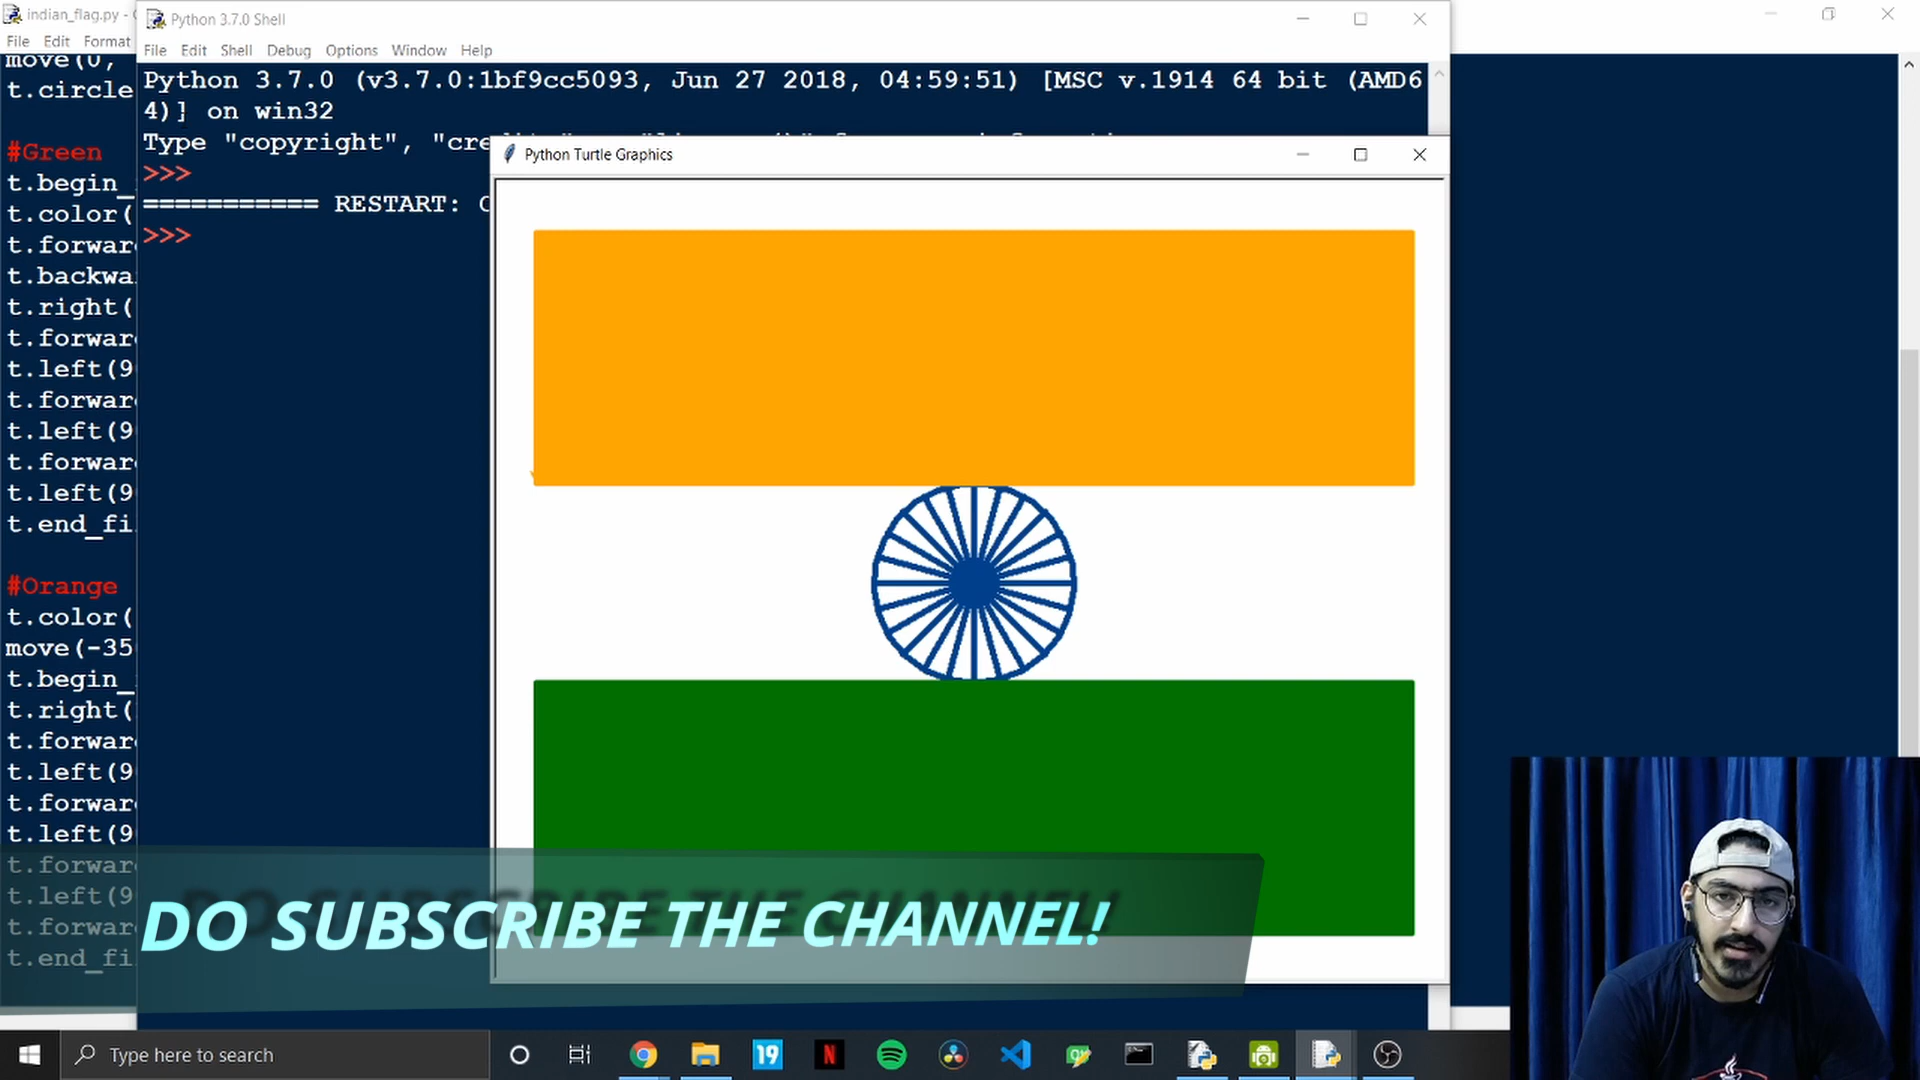 indian_flag.py -
File Edit Format
move(0,
t.circle
#Green
t.begin_
t.color(
t.forward
t.backwa
t.right(
t.forward
t.left(9
t.forward
t.left(9
t.forward
t.left(9
t.end_fi
#Orange
t.color(
move(-35
t.begin_
t.right(
t.forward
t.left(9
t.forward
t.left(9
t.forward
t.left(9
t.forward
t.end_fi
Python 3.7.0 Shell
File Edit Shell Debug Options Window Help
Python 3.7.0 (v3.7.0:1bf9cc5093, Jun 27 2018, 04:59:51) [MSC v.1914 64 bit (AMD6
4)] on win32
Type "copyright", "cre
>>>
=========== RESTART: C
>>>
Python Turtle Graphics
DO SUBSCRIBE THE CHANNEL!
Type here to search
19
N